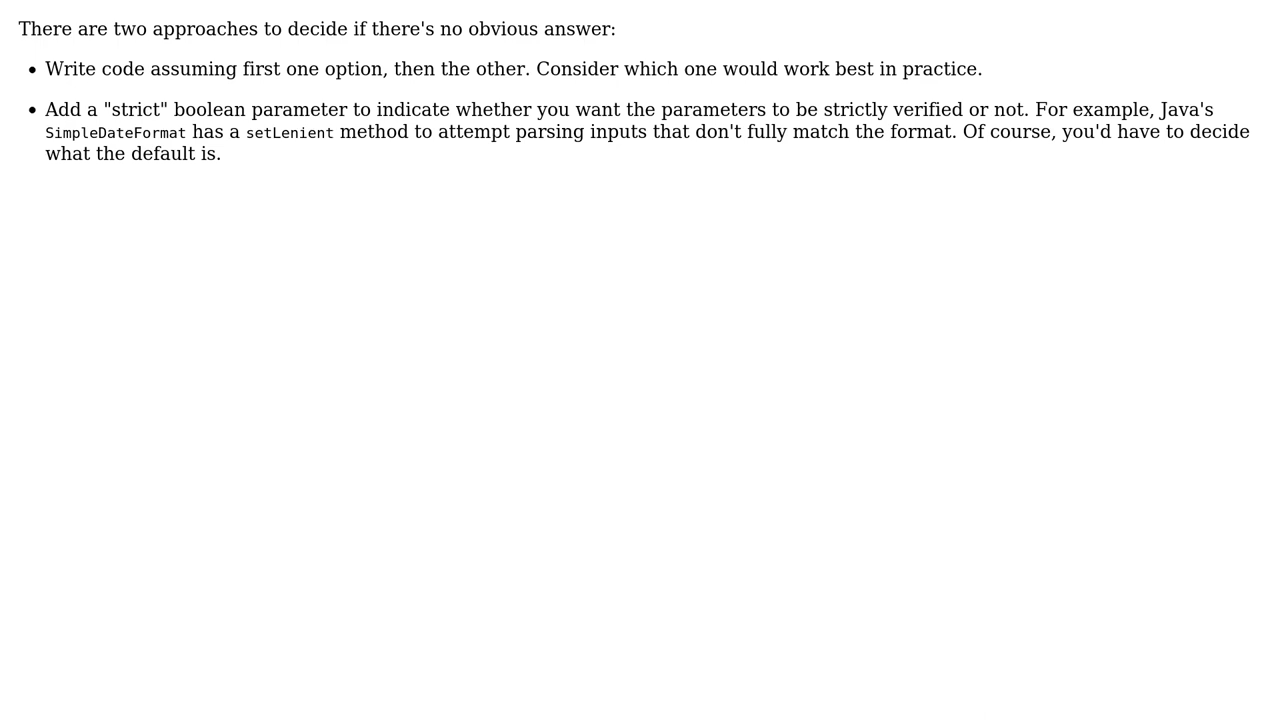 There are two approaches to decide if there's no obvious answer:
• Write code assuming first one option, then the other. Consider which one would work best in practice.
• Add a "strict" boolean parameter to indicate whether you want the parameters to be strictly verified or not. For example, Java's
SimpleDateFormat has a setLenient method to attempt parsing inputs that don't fully match the format. Of course, you'd have to decide
what the default is.